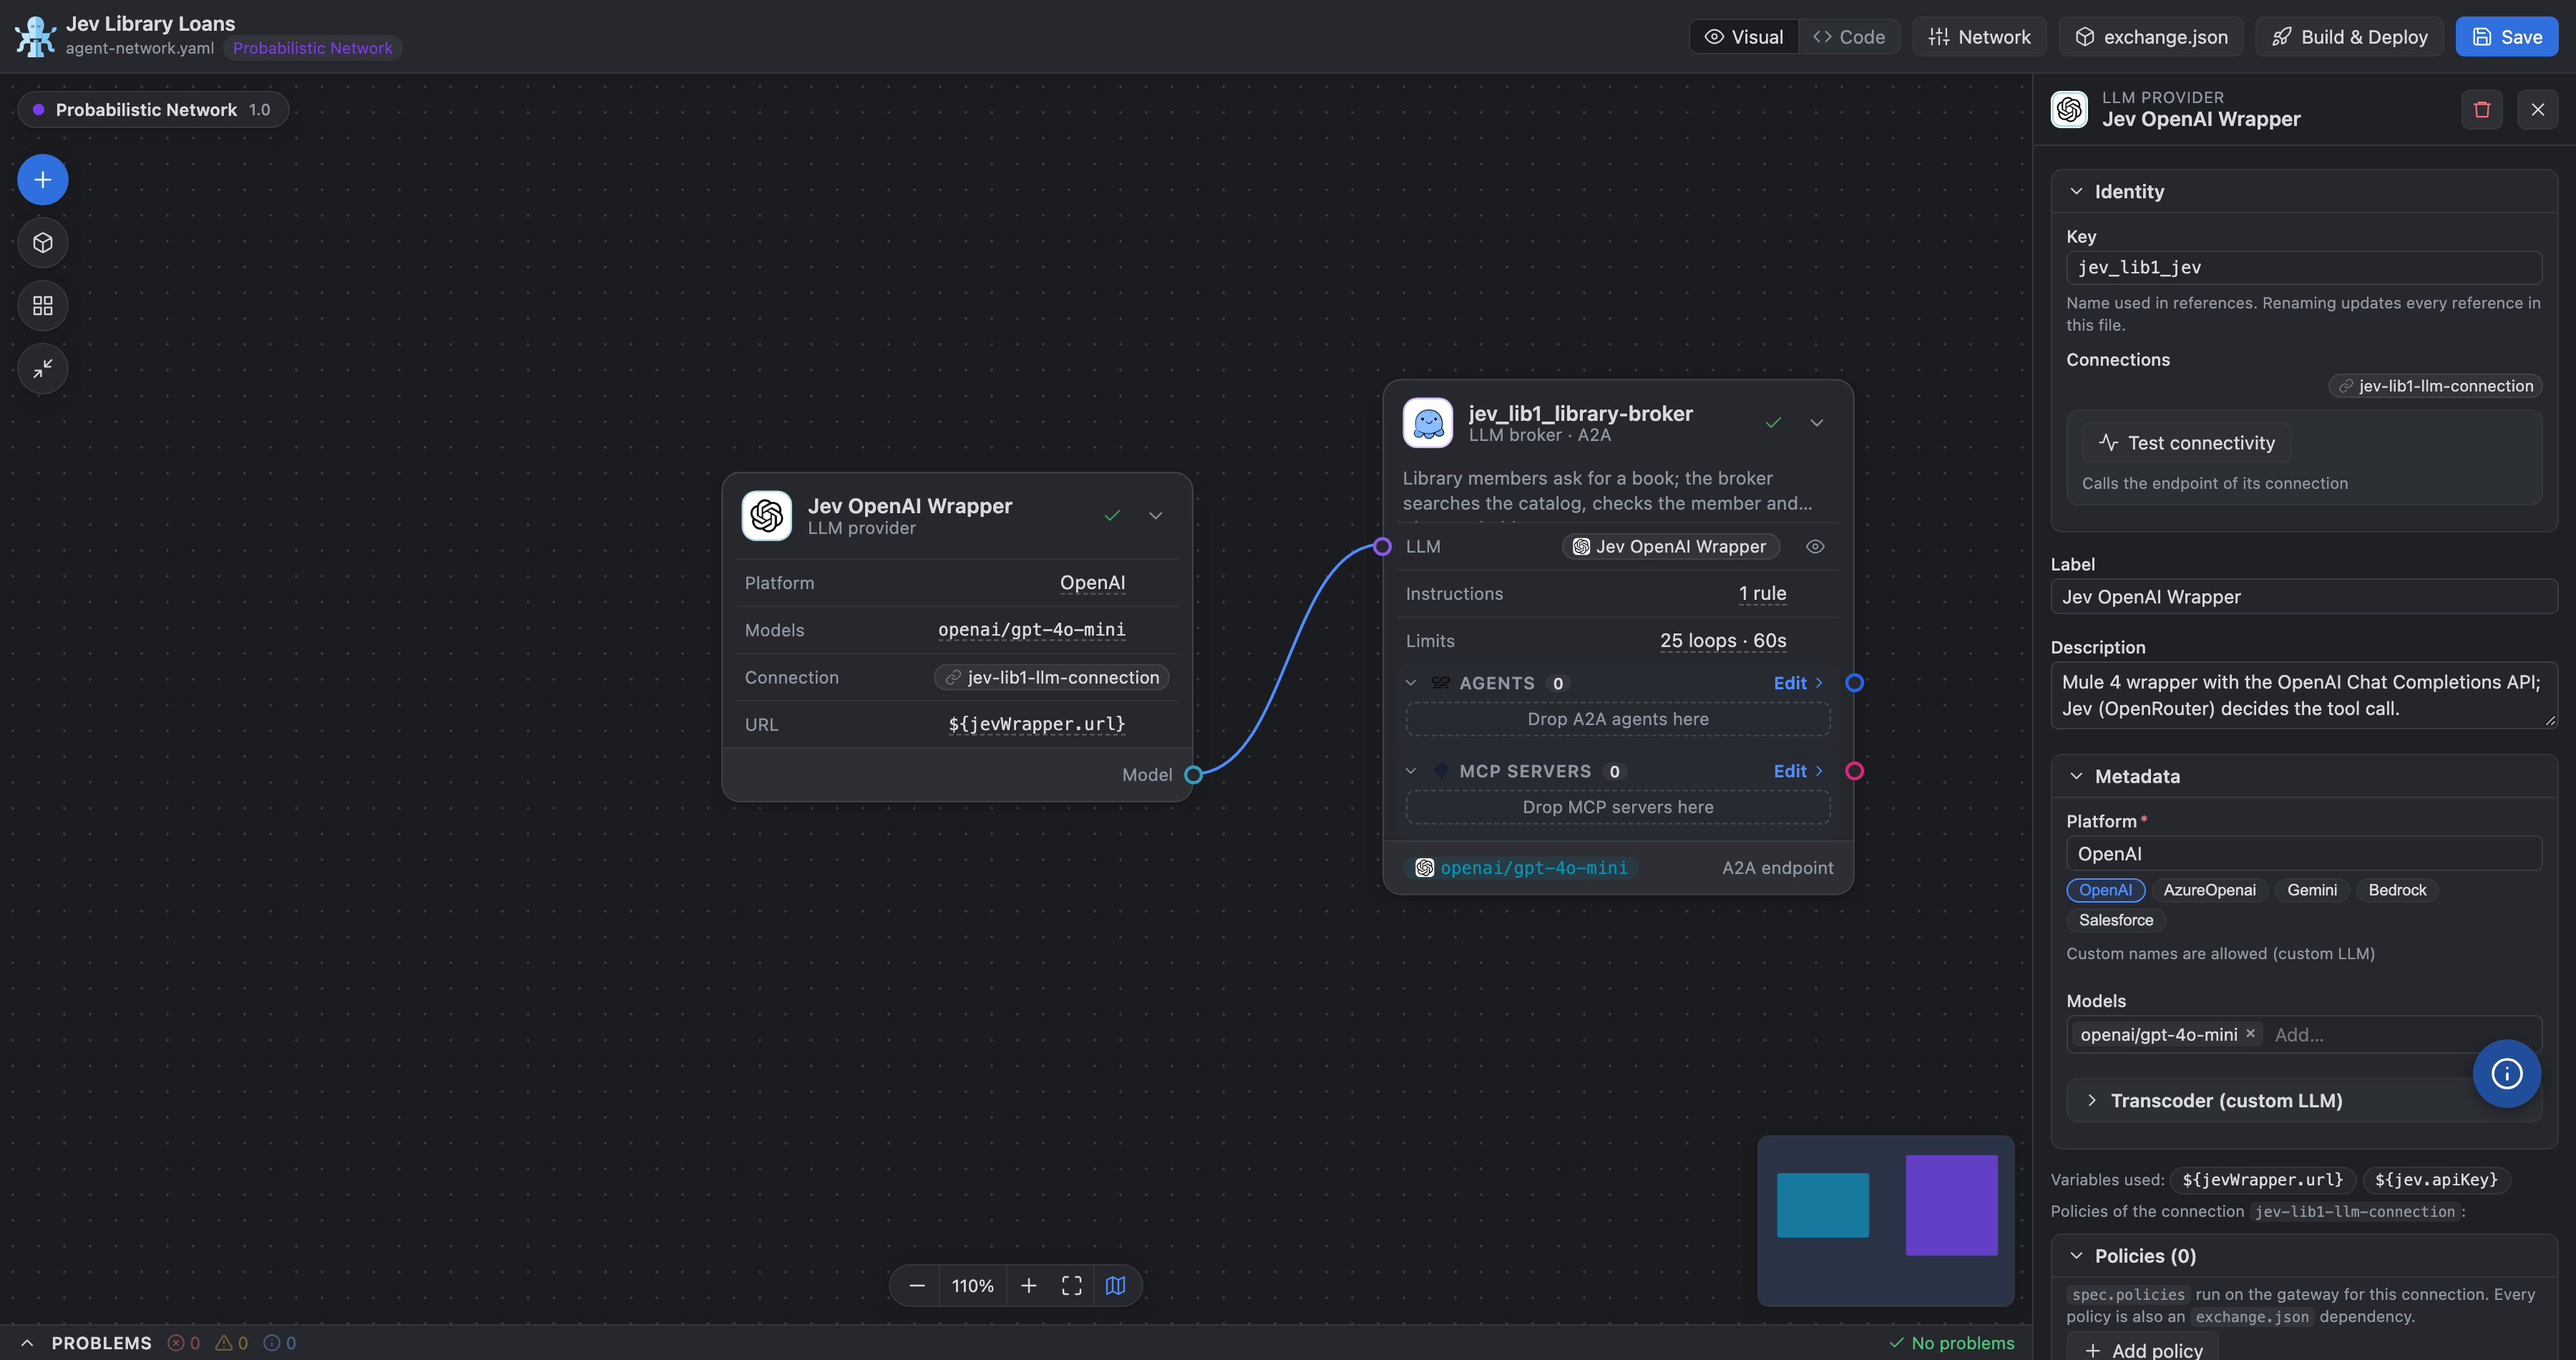 Jev Library Loans
agent-network.yaml Probabilistic Network
Visual
Code
Network
exchange.json
Build & Deploy
Save
Probabilistic Network 1.0
Jev OpenAI Wrapper
LLM provider
Platform OpenAI
Models openai/gpt-4o-mini
Connection jev-lib1-llm-connection
URL ${jevWrapper.url}
Model
jev_lib1_library-broker
LLM broker · A2A
Library members ask for a book; the broker
searches the catalog, checks the member and...
LLM Jev OpenAI Wrapper
Instructions 1 rule
Limits 25 loops · 60s
AGENTS 0 Edit
Drop A2A agents here
MCP SERVERS 0 Edit
Drop MCP servers here
openai/gpt-4o-mini A2A endpoint
110%
PROBLEMS 0 0 0
No problems
LLM PROVIDER
Jev OpenAI Wrapper
Identity
Key
jev_lib1_jev
Name used in references. Renaming updates every reference in
this file.
Connections
jev-lib1-llm-connection
Test connectivity
Calls the endpoint of its connection
Label
Jev OpenAI Wrapper
Description
Mule 4 wrapper with the OpenAI Chat Completions API;
Jev (OpenRouter) decides the tool call.
Metadata
Platform*
OpenAI
OpenAI AzureOpenai Gemini Bedrock
Salesforce
Custom names are allowed (custom LLM)
Models
openai/gpt-4o-mini × Add...
Transcoder (custom LLM)
Variables used: ${jevWrapper.url} ${jev.apiKey}
Policies of the connection jev-lib1-llm-connection:
Policies (0)
spec.policies run on the gateway for this connection. Every
policy is also an exchange.json dependency.
+ Add policy